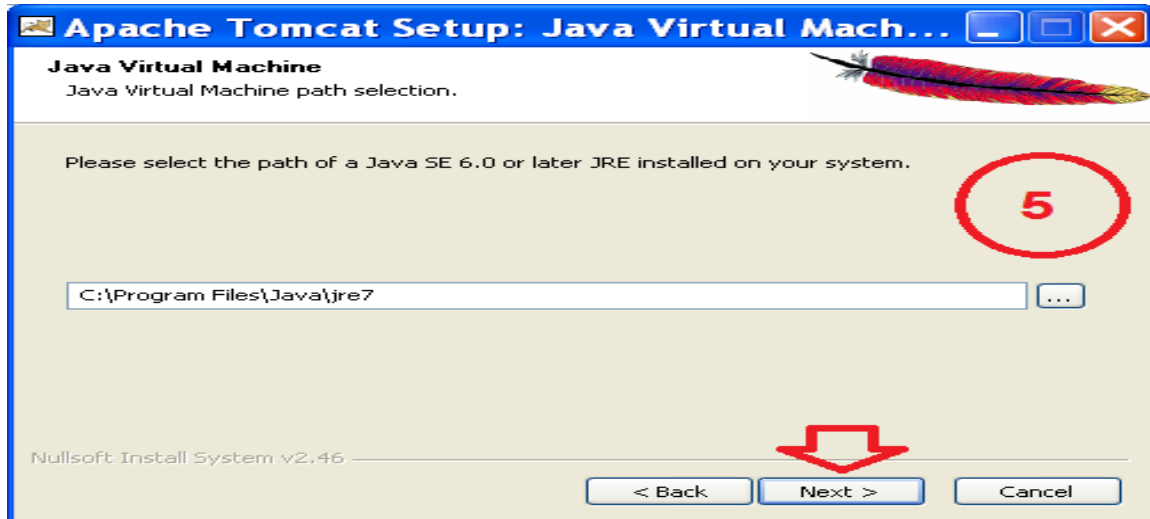 Apache Tomcat Setup: Java Virtual Mach...
Java Virtual Machine
Java Virtual Machine path selection.
Please select the path of a Java SE 6.0 or later JRE installed on your system.
5
C:\Program Files\Java\jre7
...
Nullsoft Install System v2.46
< Back Next > Cancel